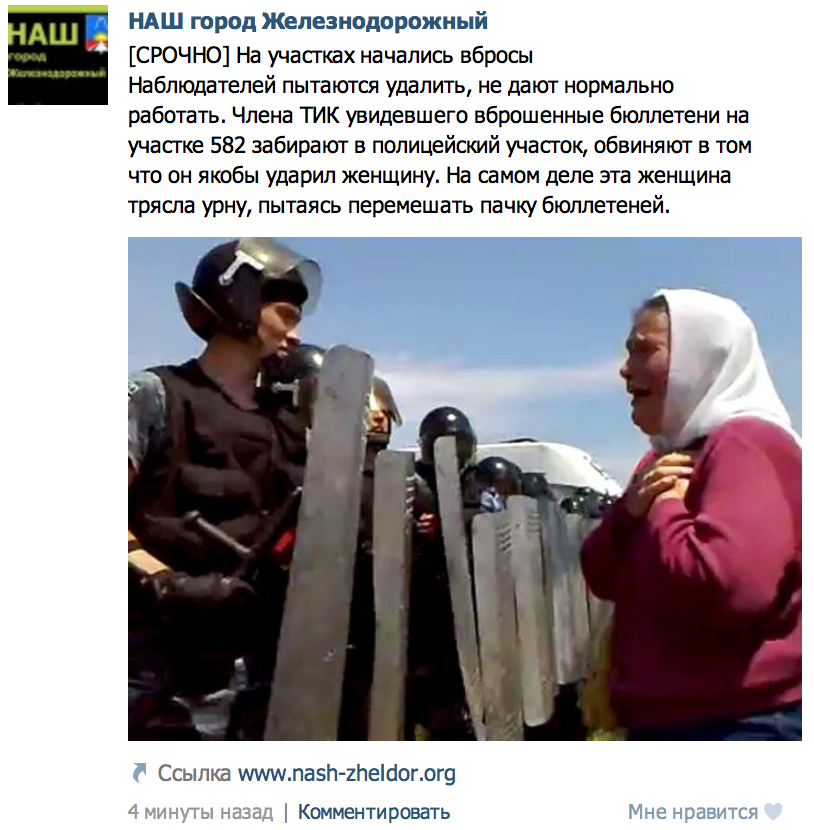 НАШ
город
Железнодорожный
НАШ город Железнодорожный
[СРОЧНО] На участках начались вбросы
Наблюдателей пытаются удалить, не дают нормально
работать. Члена ТИК увидевшего вброшенные бюллетени на
участке 582 забирают в полицейский участок, обвиняют в том
что он якобы ударил женщину. На самом деле эта женщина
трясла урну, пытаясь перемешать пачку бюллетеней.
Ссылка www.nash-zheldor.org
4 минуты назад | Комментировать Мне нравится